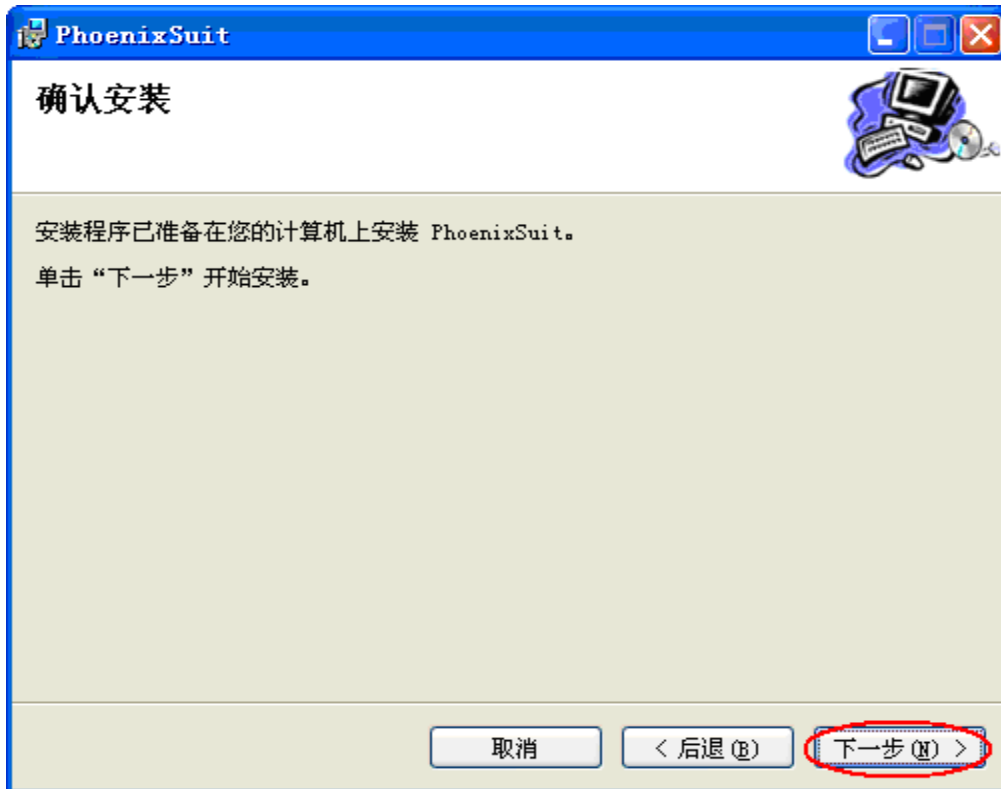 PhoenixSuit
确认安装
安装程序已准备在您的计算机上安装 PhoenixSuit。
单击“下一步”开始安装。
取消
< 后退(B)
下一步(N) >